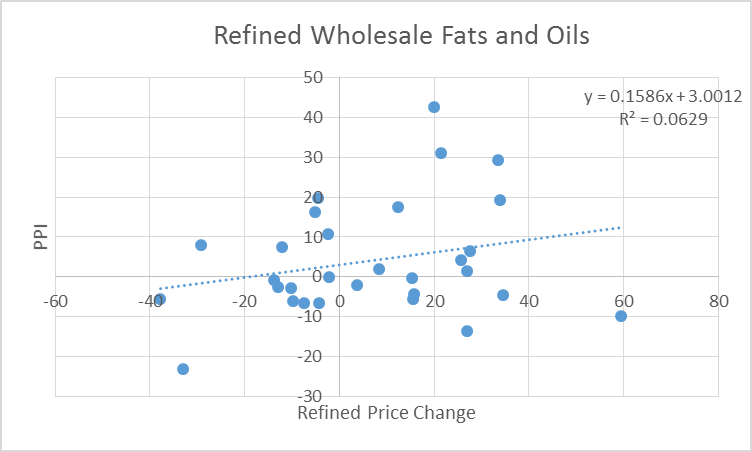 Refined Wholesale Fats and Oils
y = 0.1586x + 3.0012
R² = 0.0629
50
40
30
20
10
0
-10
-20
-30
-60 -40 -20 0 20 40 60 80
PPI
Refined Price Change